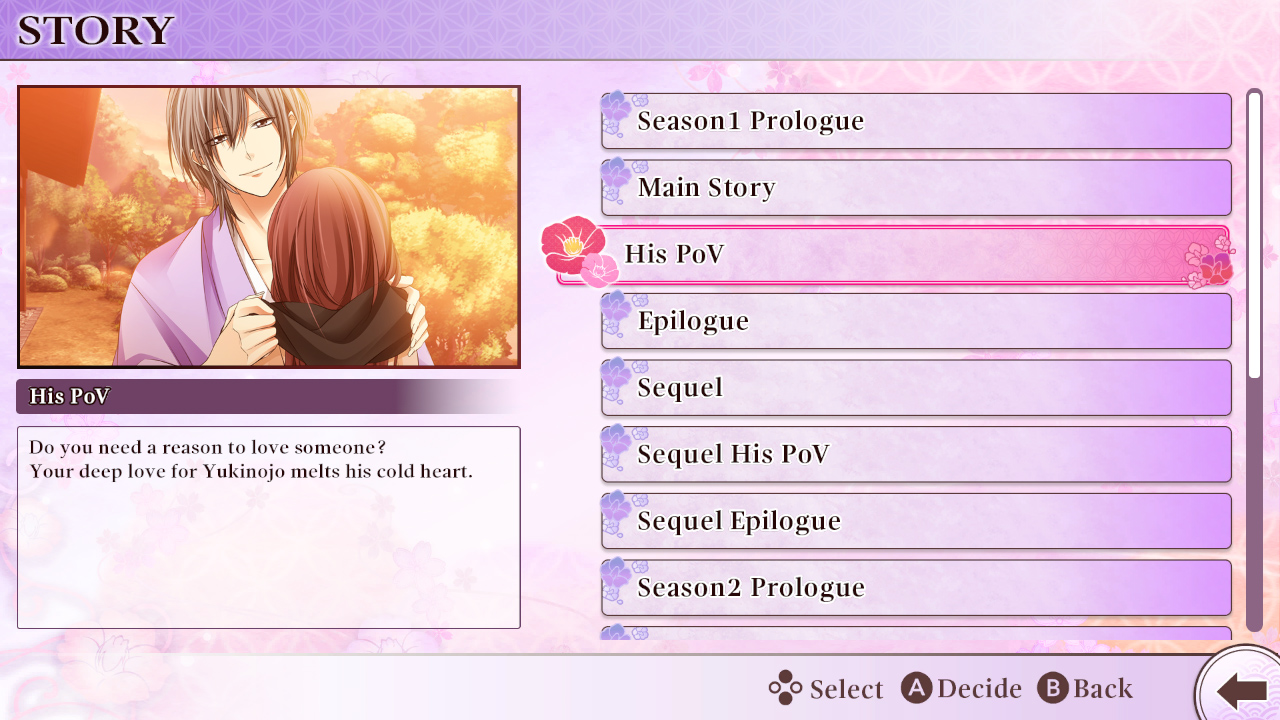 STORY
His PoV
Do you need a reason to love someone?
Your deep love for Yukinojo melts his cold heart.
Season1 Prologue
Main Story
His PoV
Epilogue
Sequel
Sequel His PoV
Sequel Epilogue
Season2 Prologue
Select A Decide B Back